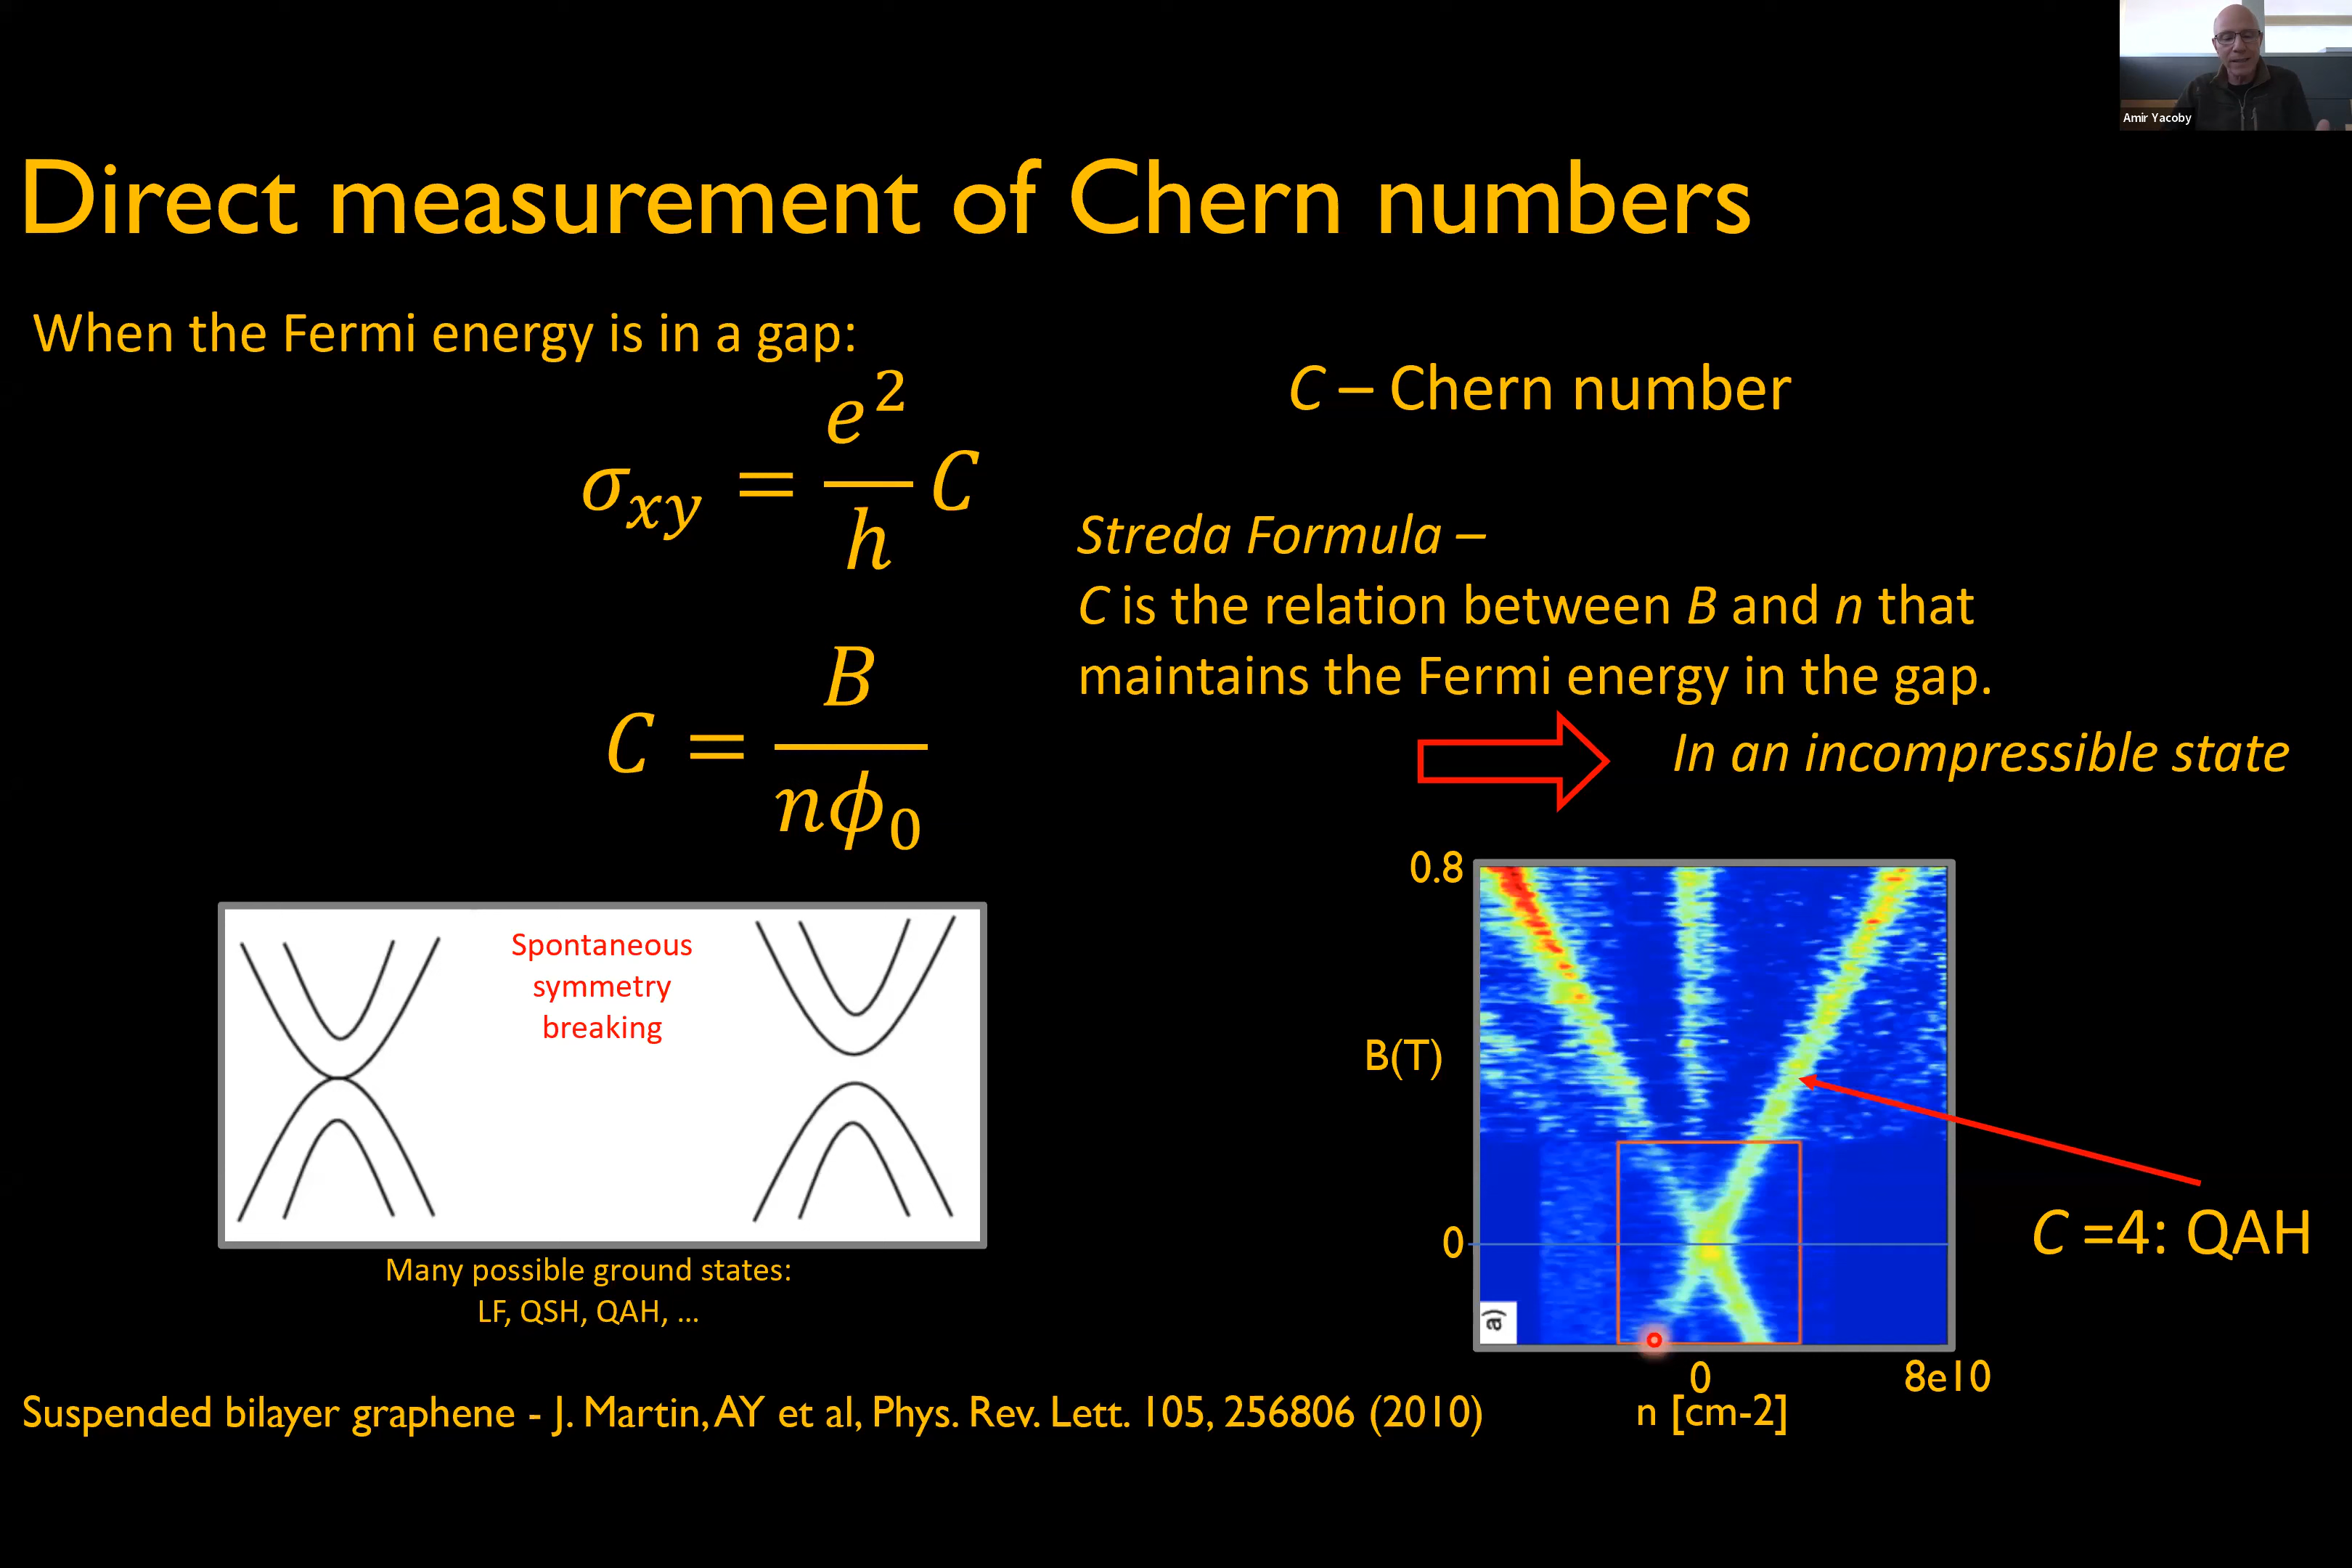 Amir Yacoby
Direct measurement of Chern numbers
When the Fermi energy is in a gap:
σ_xy = e²/h C
C – Chern number
Streda Formula –
C is the relation between B and n that
maintains the Fermi energy in the gap.
C = B/nϕ₀
In an incompressible state
Spontaneous
symmetry
breaking
Many possible ground states:
LF, QSH, QAH, ...
0.8
B(T)
0
a)
C =4: QAH
0
8e10
n [cm-2]
Suspended bilayer graphene - J. Martin, AY et al, Phys. Rev. Lett. 105, 256806 (2010)